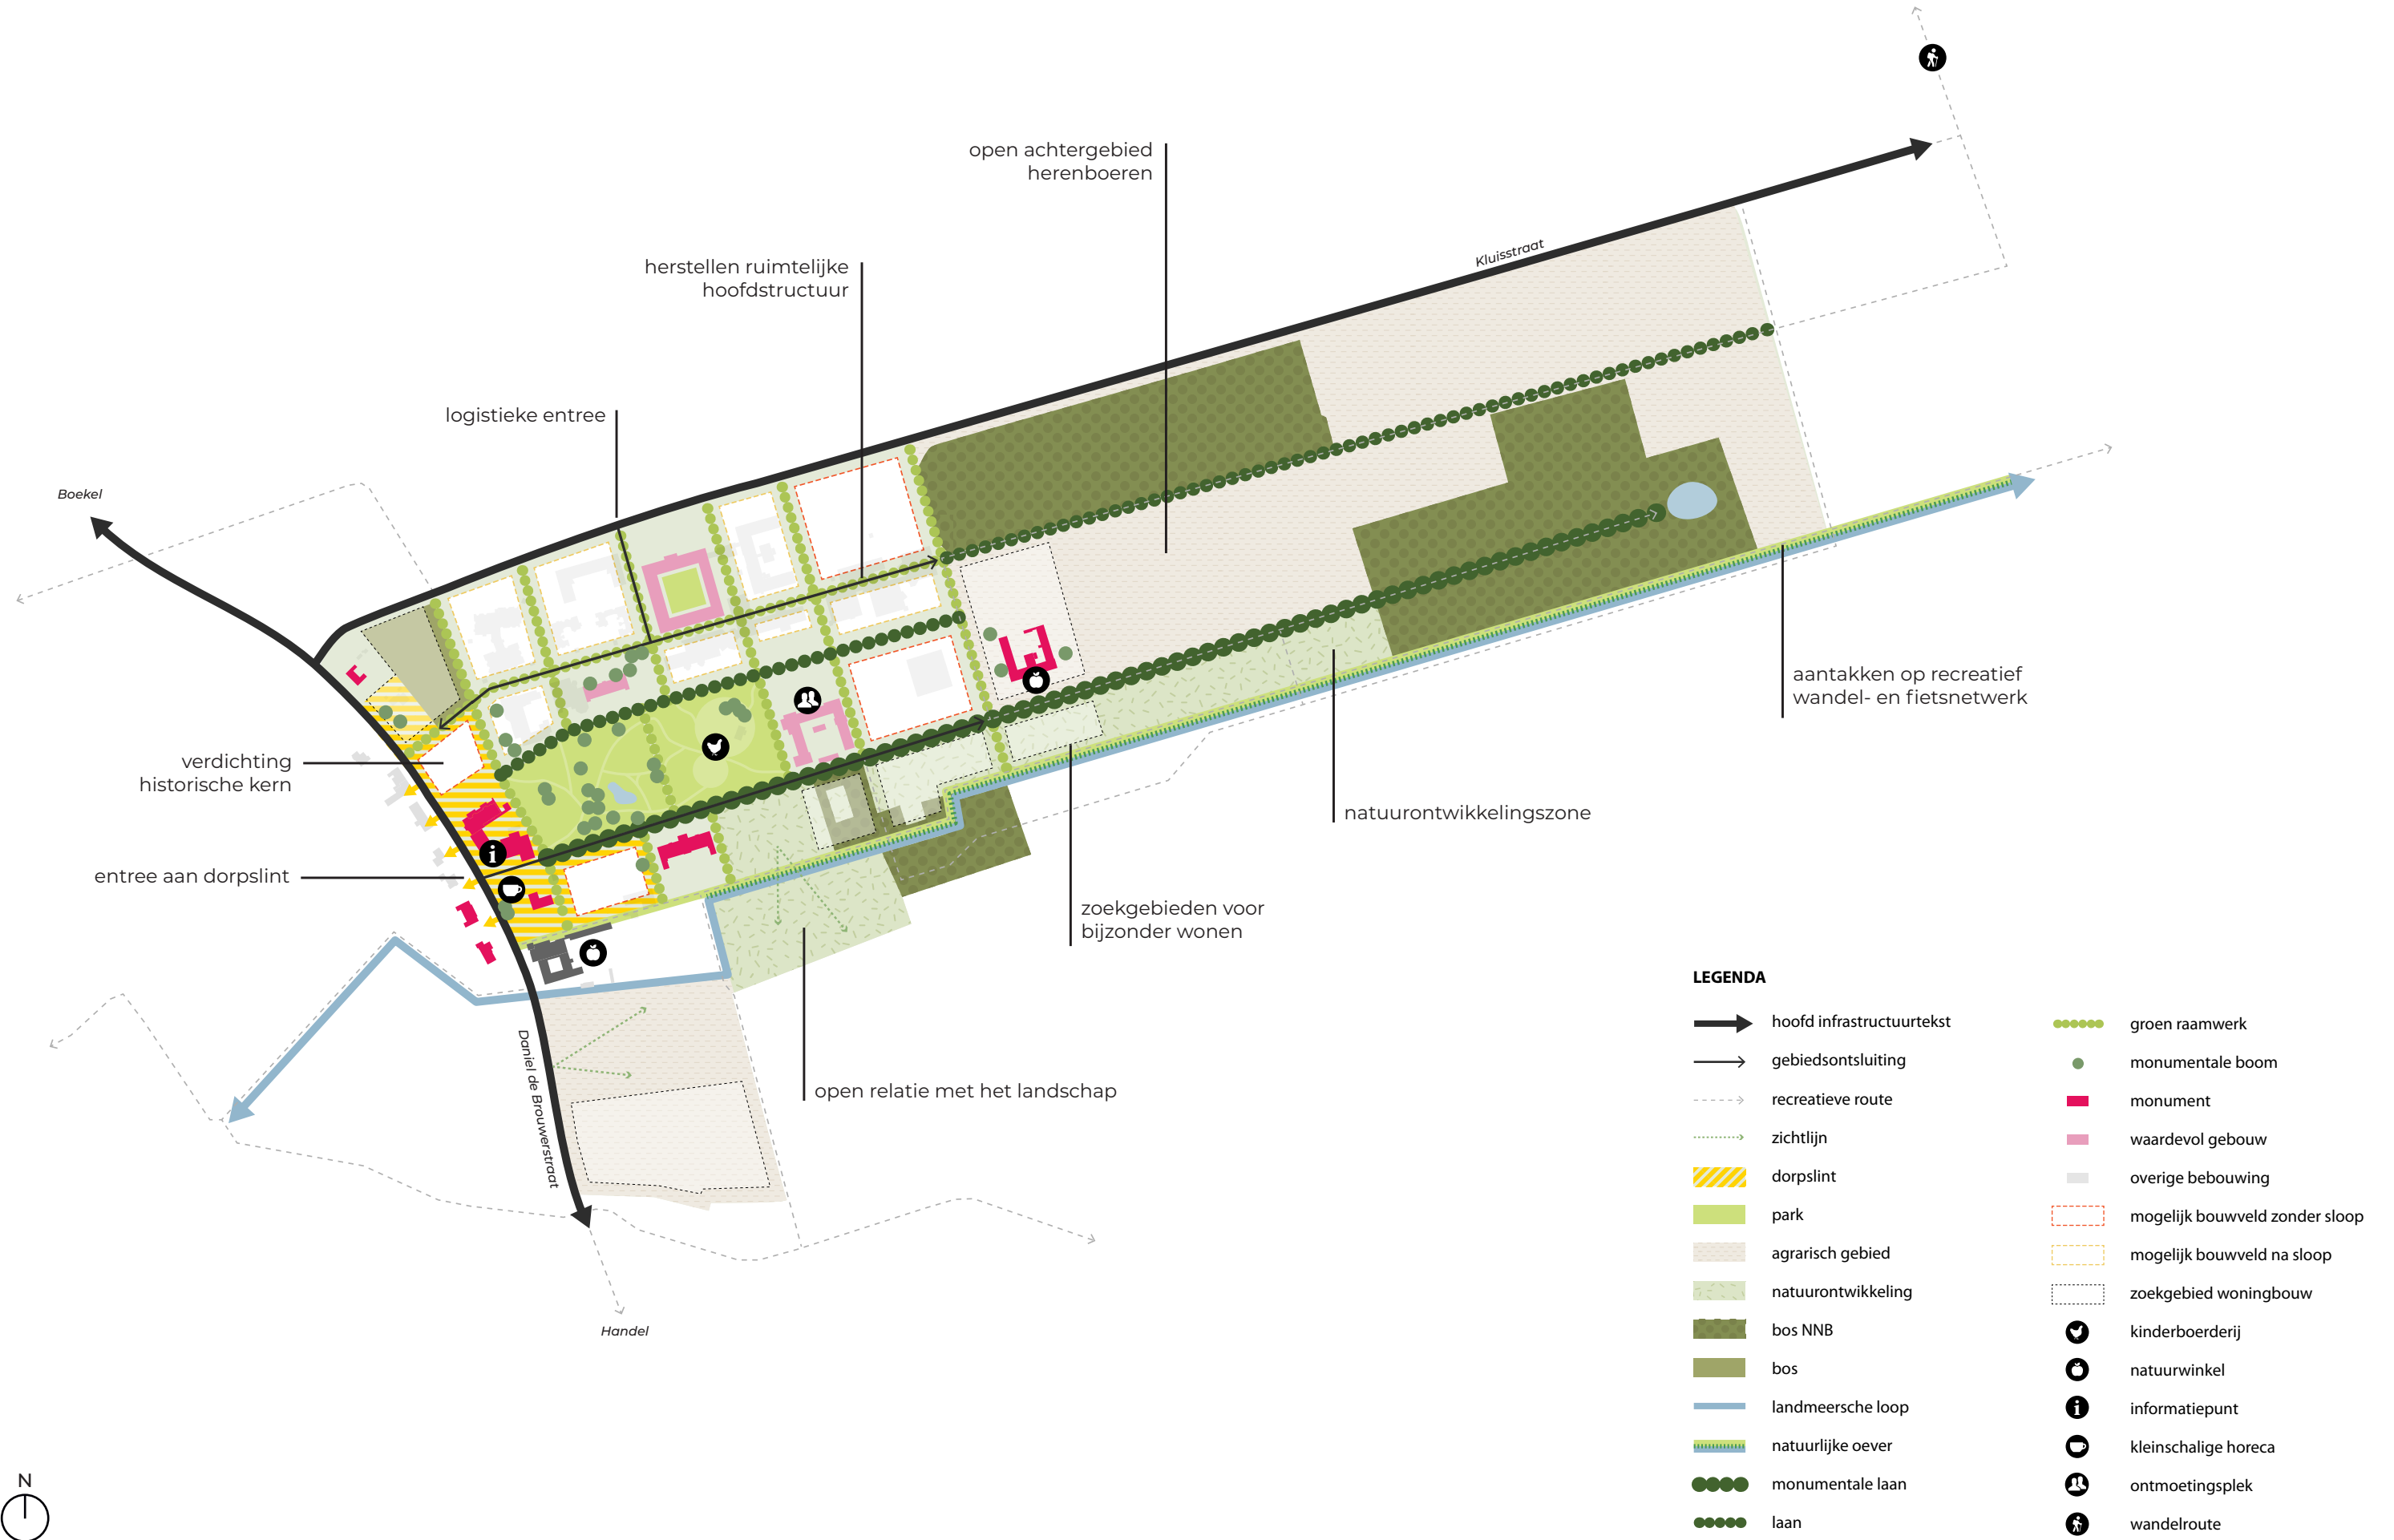 open achtergebied
herenboeren
Kluisstraat
herstellen ruimtelijke
hoofdstructuur
logistieke entree
Boekel
aantakken op recreatief
wandel- en fietsnetwerk
verdichting
historische kern
natuurontwikkelingszone
entree aan dorpslint
zoekgebieden voor
bijzonder wonen
open relatie met het landschap
Daniel de Brouwerstraat
Handel
N
LEGENDA
hoofd infrastructuurtekst
gebiedsontsluiting
recreatieve route
zichtlijn
dorpslint
park
agrarisch gebied
natuurontwikkeling
bos NNB
bos
landmeersche loop
natuurlijke oever
monumentale laan
laan
groen raamwerk
monumentale boom
monument
waardevol gebouw
overige bebouwing
mogelijk bouwveld zonder sloop
mogelijk bouwveld na sloop
zoekgebied woningbouw
kinderboerderij
natuurwinkel
informatiepunt
kleinschalige horeca
ontmoetingsplek
wandelroute